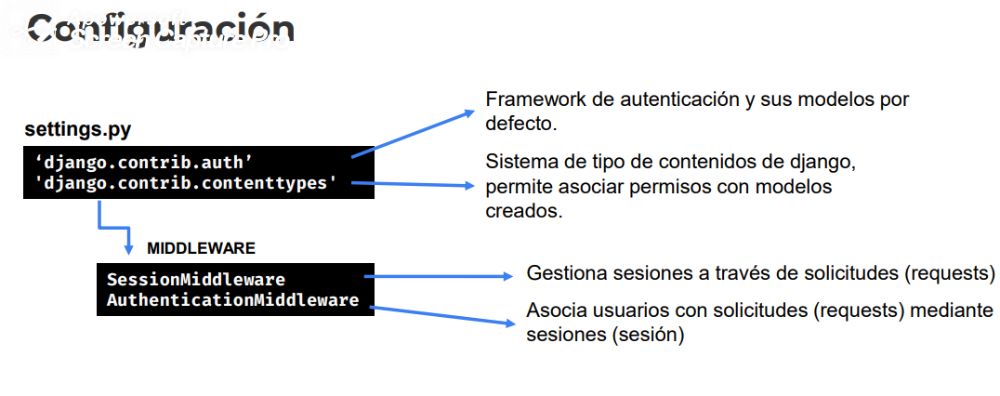 Configuración
Framework de autenticación y sus modelos por
defecto.
settings.py
‘django.contrib.auth’
'django.contrib.contenttypes'
Sistema de tipo de contenidos de django,
permite asociar permisos con modelos
creados.
MIDDLEWARE
SessionMiddleware
AuthenticationMiddleware
Gestiona sesiones a través de solicitudes (requests)
Asocia usuarios con solicitudes (requests) mediante
sesiones (sesión)